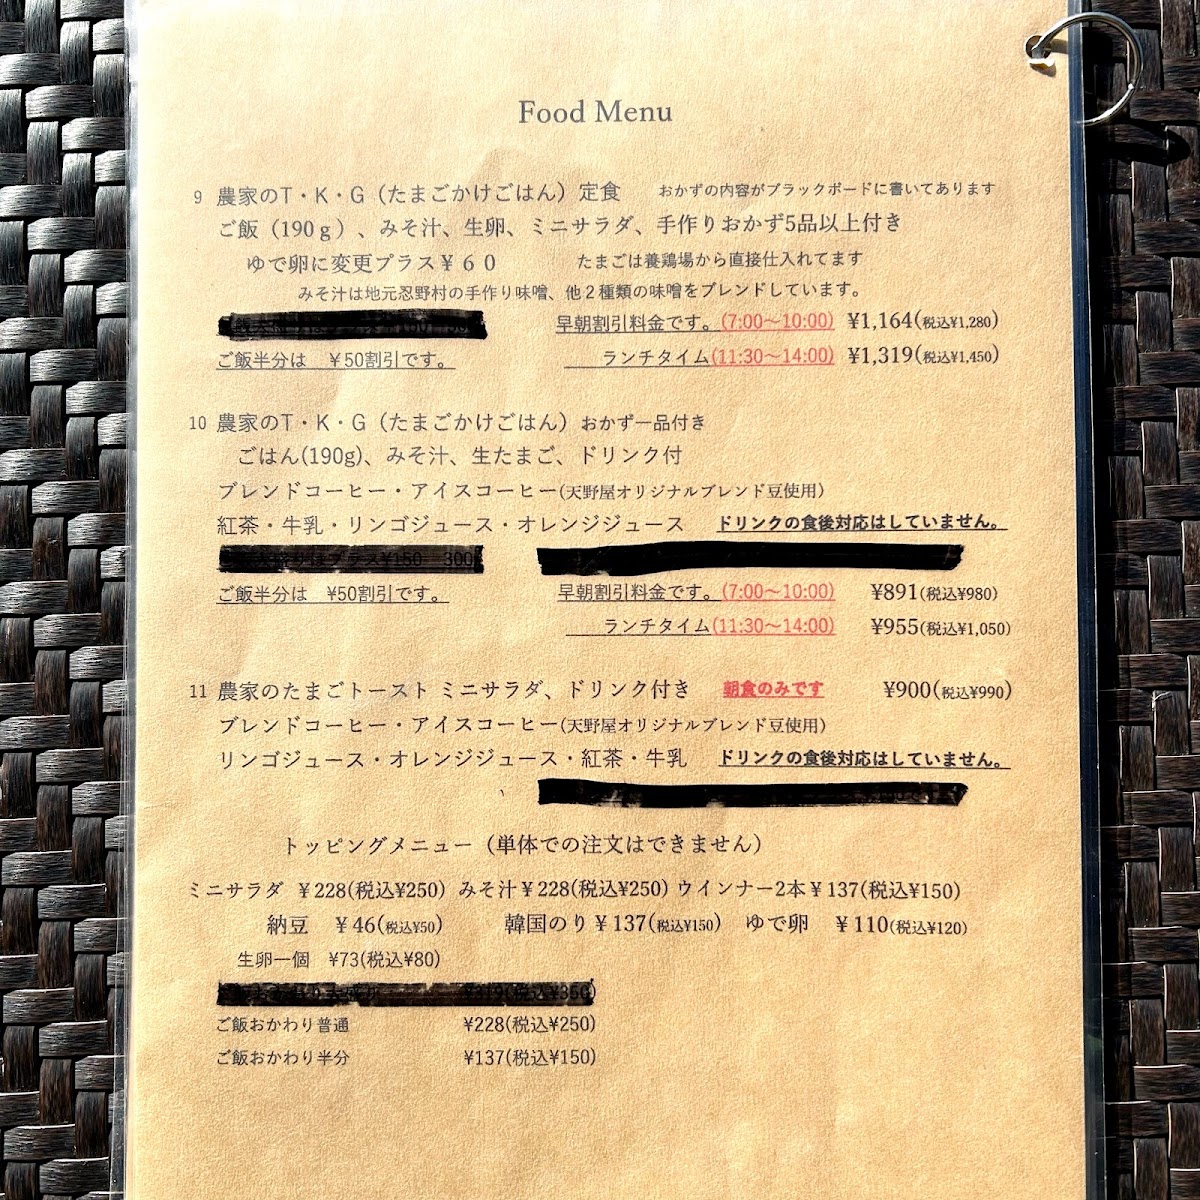 Food Menu
9 農家のT・K・G（たまごかけごはん）定食 おかずの内容がブラックボードに書いてあります
ご飯（190ｇ）、みそ汁、生卵、ミニサラダ、手作りおかず5品以上付き
ゆで卵に変更プラス￥６０ たまごは養鶏場から直接仕入れてます
みそ汁は地元忍野村の手作り味噌、他２種類の味噌をブレンドしています。
早朝割引料金です。(7:00～10:00) ¥1,164(税込¥1,280)
ご飯半分は ￥50割引です。 ランチタイム(11:30～14:00) ¥1,319(税込¥1,450)
10 農家のT・K・G（たまごかけごはん）おかず一品付き
ごはん(190g)、みそ汁、生たまご、ドリンク付
ブレンドコーヒー・アイスコーヒー(天野屋オリジナルブレンド豆使用)
紅茶・牛乳・リンゴジュース・オレンジジュース ドリンクの食後対応はしていません。
プラス¥150 300
ご飯半分は ¥50割引です。 早朝割引料金です。(7:00～10:00) ¥891(税込¥980)
ランチタイム(11:30～14:00) ¥955(税込¥1,050)
11 農家のたまごトースト ミニサラダ、ドリンク付き 朝食のみです ¥900(税込¥990)
ブレンドコーヒー・アイスコーヒー(天野屋オリジナルブレンド豆使用)
リンゴジュース・オレンジジュース・紅茶・牛乳 ドリンクの食後対応はしていません。
トッピングメニュー（単体での注文はできません）
ミニサラダ ￥228(税込¥250) みそ汁￥228(税込¥250) ウインナー2本￥137(税込¥150)
納豆 ￥46(税込¥50) 韓国のり￥137(税込¥150) ゆで卵 ￥110(税込¥120)
生卵一個 ¥73(税込¥80)
(税込¥350)
ご飯おかわり普通 ¥228(税込¥250)
ご飯おかわり半分 ¥137(税込¥150)